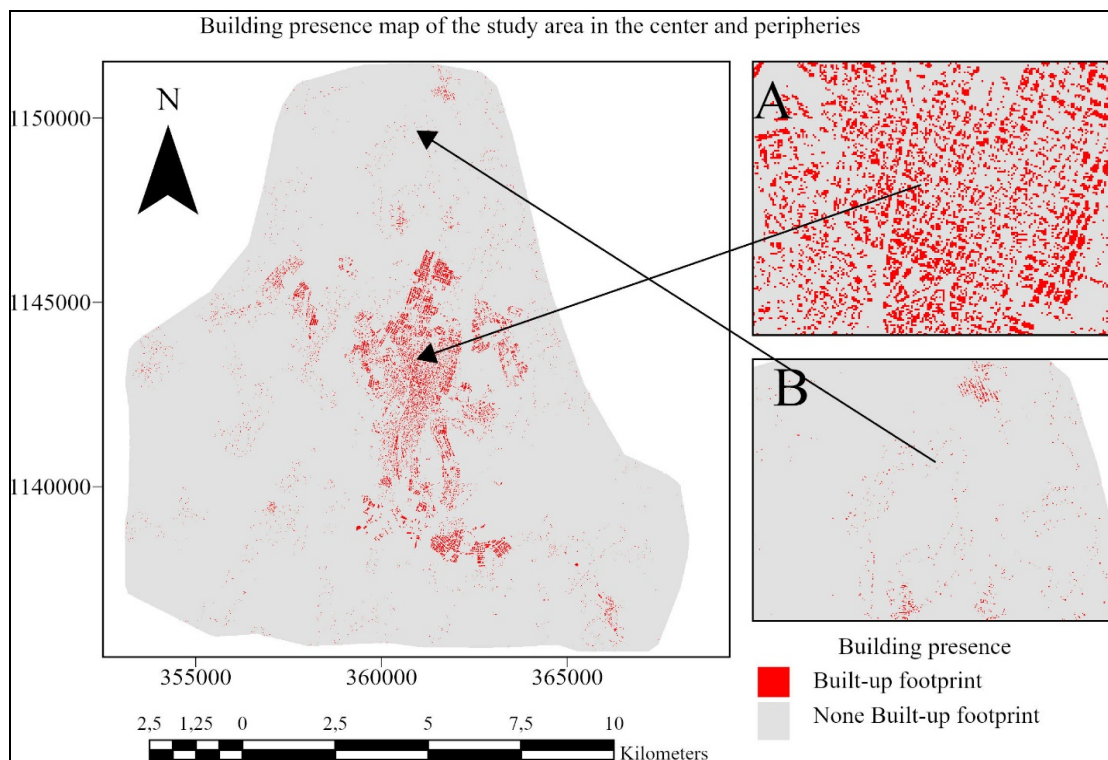 Building presence map of the study area in the center and peripheries
N
1150000
1145000
1140000
355000 360000 365000
2,5 1,25 0 2,5 5 7,5 10
Kilometers
A
B
Building presence
Built-up footprint
None Built-up footprint